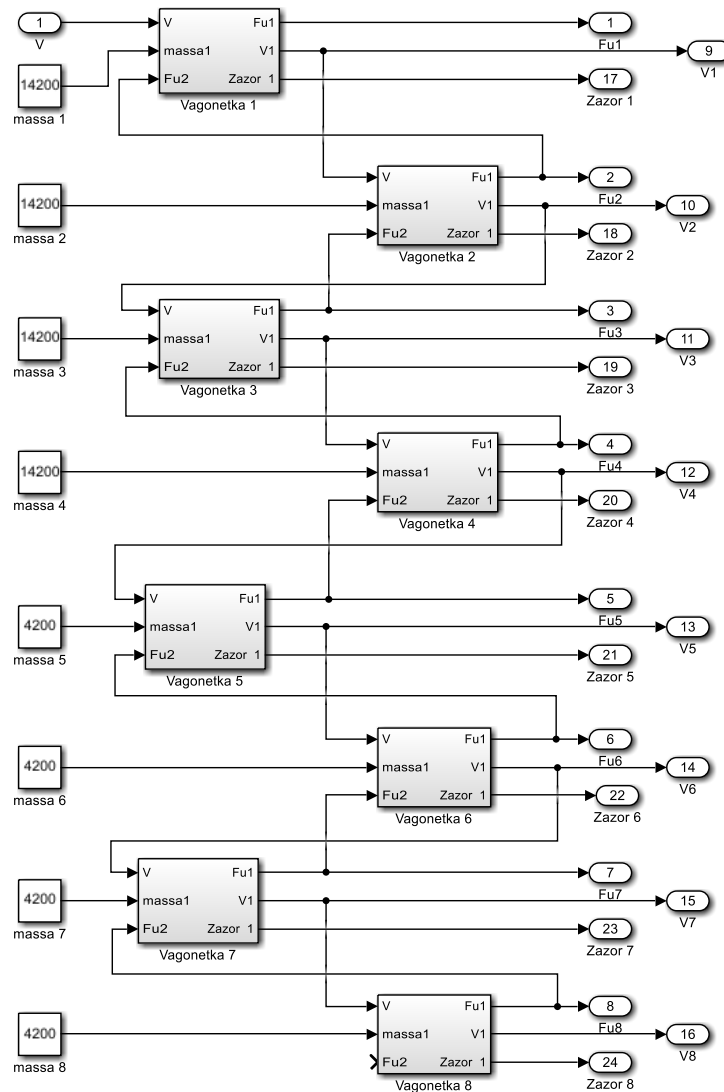 1
V
V
massa1
Fu2
Fu1
V1
Zazor 1
Vagonetka 1
1
Fu1
9
V1
17
Zazor 1
14200
massa 1
V
massa1
Fu2
Fu1
V1
Zazor 1
Vagonetka 2
2
Fu2
10
V2
18
Zazor 2
14200
massa 2
V
massa1
Fu2
Fu1
V1
Zazor 1
Vagonetka 3
3
Fu3
11
V3
19
Zazor 3
14200
massa 3
V
massa1
Fu2
Fu1
V1
Zazor 1
Vagonetka 4
4
Fu4
12
V4
20
Zazor 4
14200
massa 4
V
massa1
Fu2
Fu1
V1
Zazor 1
Vagonetka 5
5
Fu5
13
V5
21
Zazor 5
4200
massa 5
V
massa1
Fu2
Fu1
V1
Zazor 1
Vagonetka 6
6
Fu6
14
V6
22
Zazor 6
4200
massa 6
V
massa1
Fu2
Fu1
V1
Zazor 1
Vagonetka 7
7
Fu7
15
V7
23
Zazor 7
4200
massa 7
V
massa1
Fu2
Fu1
V1
Zazor 1
Vagonetka 8
8
Fu8
16
V8
24
Zazor 8
4200
massa 8